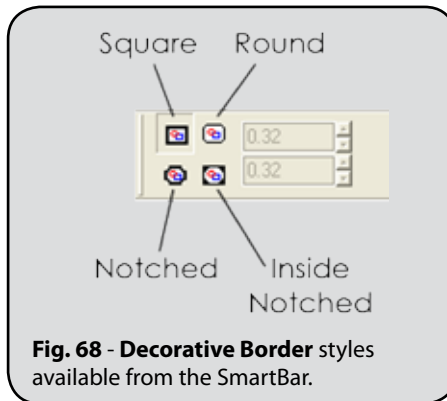 Square Round
0.32
0.32
Notched Inside
Notched
Fig. 68 - Decorative Border styles
available from the SmartBar.